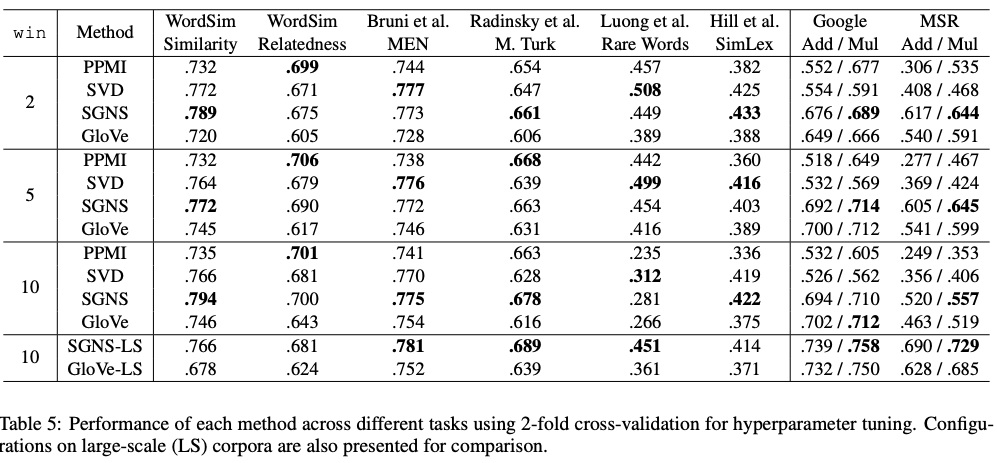 win Method WordSim WordSim Bruni et al. Radinsky et al. Luong et al. Hill et al. Google MSR
Similarity Relatedness MEN M. Turk Rare Words SimLex Add / Mul Add / Mul
2 PPMI .732 .699 .744 .654 .457 .382 .552 / .677 .306 / .535
SVD .772 .671 .777 .647 .508 .425 .554 / .591 .408 / .468
SGNS .789 .675 .773 .661 .449 .433 .676 / .689 .617 / .644
GloVe .720 .605 .728 .606 .389 .388 .649 / .666 .540 / .591
5 PPMI .732 .706 .738 .668 .442 .360 .518 / .649 .277 / .467
SVD .764 .679 .776 .639 .499 .416 .532 / .569 .369 / .424
SGNS .772 .690 .772 .663 .454 .403 .692 / .714 .605 / .645
GloVe .745 .617 .746 .631 .416 .389 .700 / .712 .541 / .599
10 PPMI .735 .701 .741 .663 .235 .336 .532 / .605 .249 / .353
SVD .766 .681 .770 .628 .312 .419 .526 / .562 .356 / .406
SGNS .794 .700 .775 .678 .281 .422 .694 / .710 .520 / .557
GloVe .746 .643 .754 .616 .266 .375 .702 / .712 .463 / .519
10 SGNS-LS .766 .681 .781 .689 .451 .414 .739 / .758 .690 / .729
GloVe-LS .678 .624 .752 .639 .361 .371 .732 / .750 .628 / .685
Table 5: Performance of each method across different tasks using 2-fold cross-validation for hyperparameter tuning. Configu-
rations on large-scale (LS) corpora are also presented for comparison.